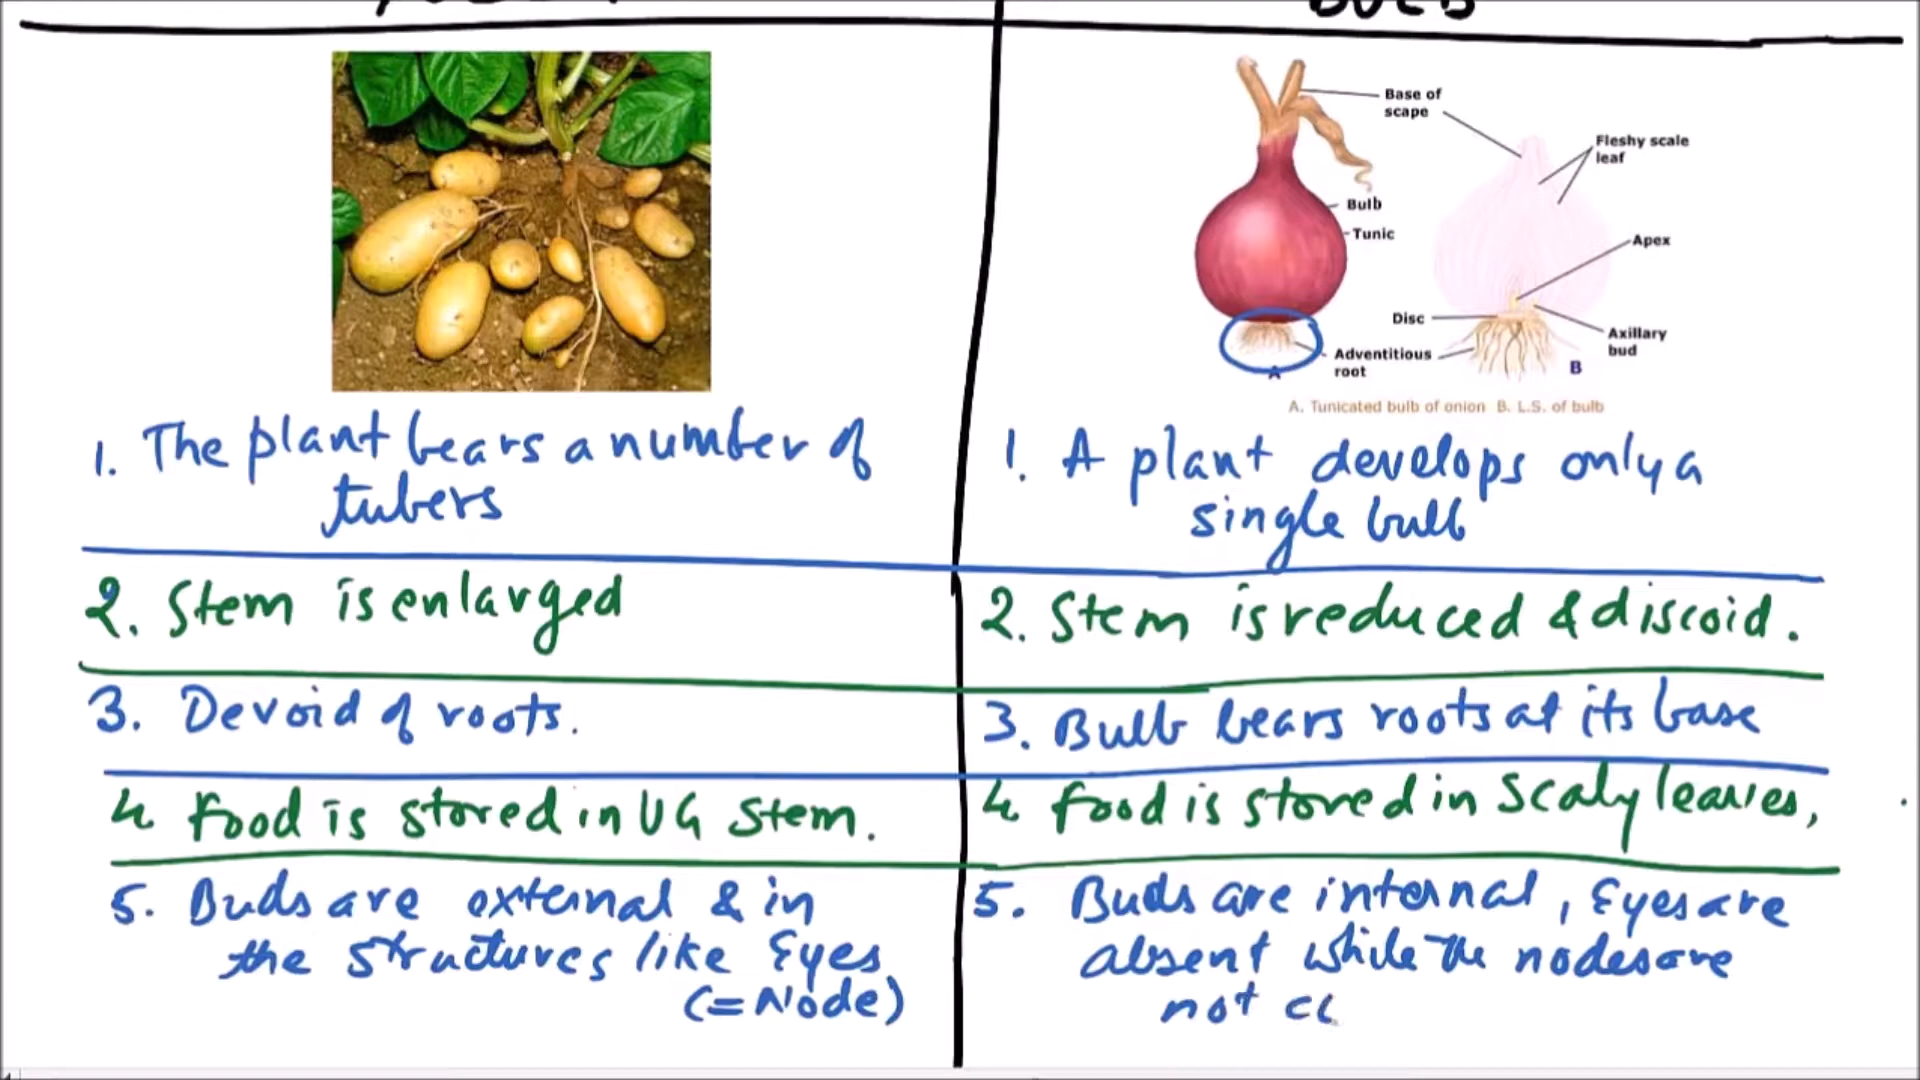 BULB
Base of
scape
Fleshy scale
leaf
Bulb
Tunic
Apex
Disc
Axillary
bud
Adventitious
root
A
B
A. Tunicated bulb of onion B. L.S. of bulb
1. The plant bears a number of
tubers
1. A plant develops only a
single bulb
2. Stem is enlarged
2. Stem is reduced & discoid.
3. Devoid of roots.
3. Bulb bears roots at its base
4. Food is stored in UG Stem.
4. Food is stored in Scaly leaves,
5. Buds are external & in
the structures like Eyes
(=Node)
5. Buds are internal, Eyes are
absent while the nodes are
not